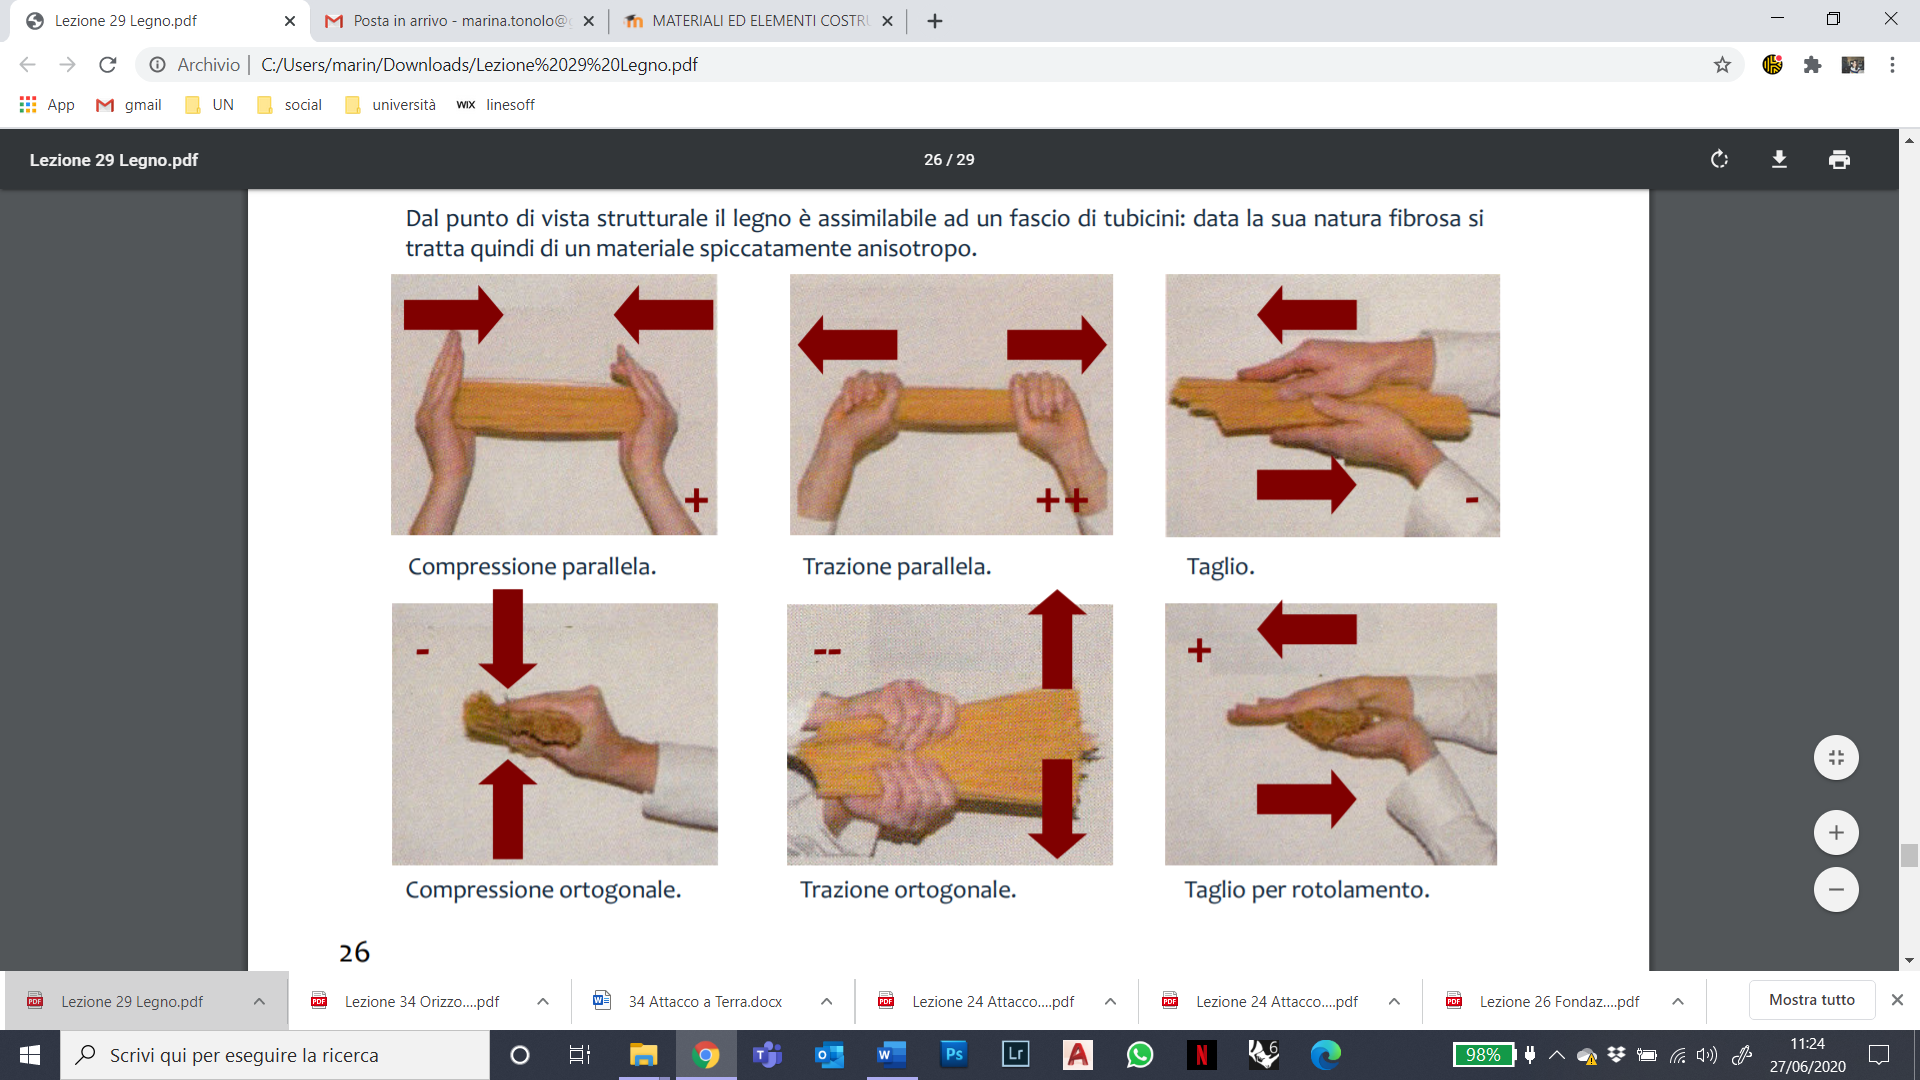 Lezione 29 Legno.pdf
Posta in arrivo - marina.tonolo@
MATERIALI ED ELEMENTI COSTRU
Archivio | C:/Users/marin/Downloads/Lezione%2029%20Legno.pdf
App gmail UN social università WIX linesoff
Lezione 29 Legno.pdf 26 / 29
Dal punto di vista strutturale il legno è assimilabile ad un fascio di tubicini: data la sua natura fibrosa si
tratta quindi di un materiale spiccatamente anisotropo.
+ ++ -
Compressione parallela. Trazione parallela. Taglio.
- -- +
Compressione ortogonale. Trazione ortogonale. Taglio per rotolamento.
26
Lezione 29 Legno.pdf Lezione 34 Orizzo....pdf 34 Attacco a Terra.docx Lezione 24 Attacco....pdf Lezione 24 Attacco....pdf Lezione 26 Fondaz....pdf Mostra tutto
Scrivi qui per eseguire la ricerca
Ps Lr A N 6
98%
11:24
27/06/2020